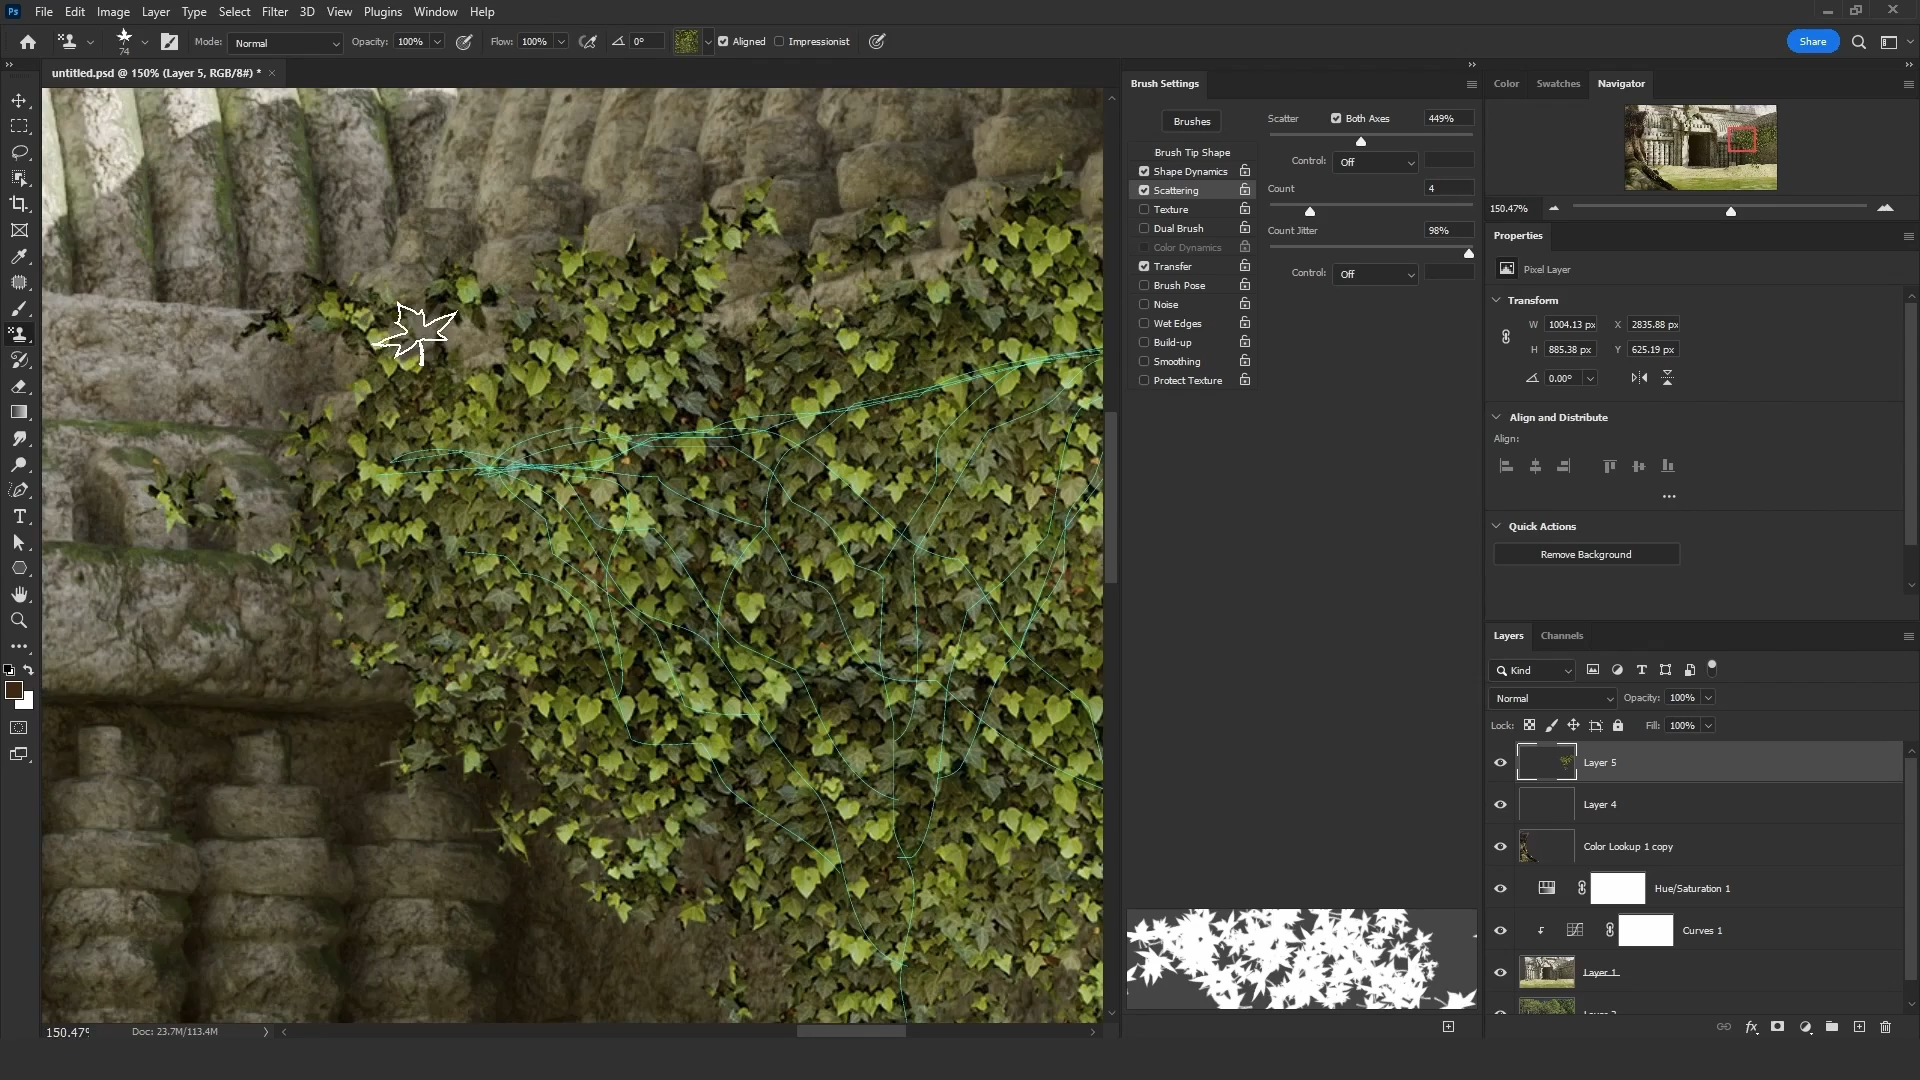 Ps File Edit Image Layer Type Select Filter 3D View Plugins Window Help
74 Mode: Normal Opacity: 100% Flow: 100% 0° Aligned Impressionist Share
untitled.psd @ 150% (Layer 5, RGB/8#) * ×
Brush Settings
Brushes
Brush Tip Shape
Shape Dynamics
Scattering
Texture
Dual Brush
Color Dynamics
Transfer
Brush Pose
Noise
Wet Edges
Build-up
Smoothing
Protect Texture
Scatter Both Axes 449%
Control: Off
Count 4
Count Jitter 98%
Control: Off
Color Swatches Navigator
150.47%
Properties
Pixel Layer
Transform
W 1004.13 px X 2835.88 px
H 885.38 px Y 625.19 px
0.00°
Align and Distribute
Align:
Quick Actions
Remove Background
Layers Channels
Kind
Normal Opacity: 100%
Lock: Fill: 100%
Layer 5
Layer 4
Color Lookup 1 copy
Hue/Saturation 1
Curves 1
Layer 1
fx
150.47% Doc: 23.7M/113.4M